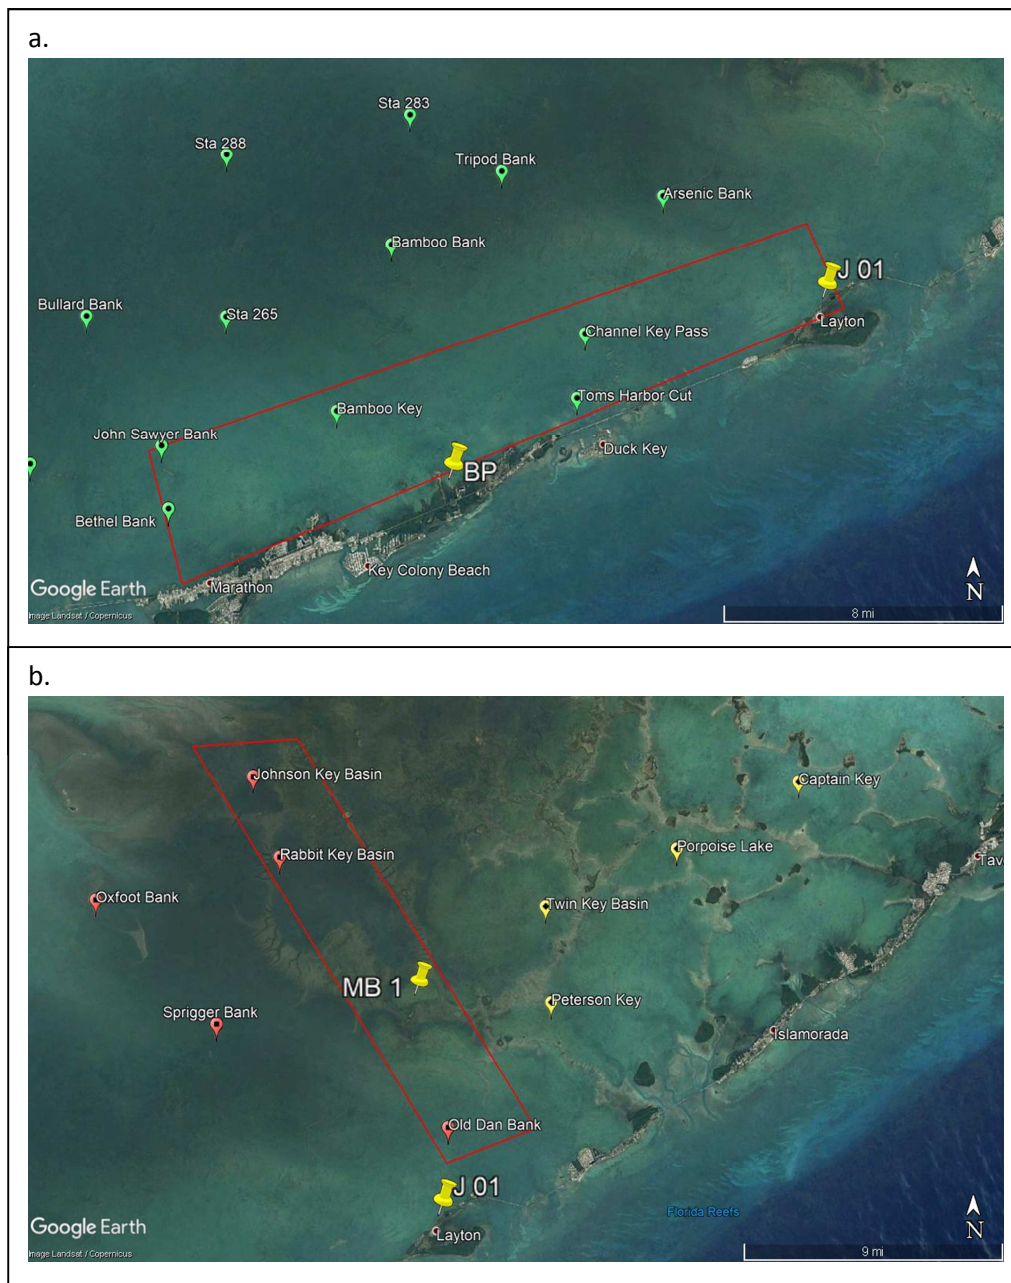 a.
Sta 283
Sta 288
Tripod Bank
Arsenic Bank
Bamboo Bank
J 01
Bullard Bank
Sta 265
Layton
Channel Key Pass
Toms Harbor Cut
Bamboo Key
John Sawyer Bank
Duck Key
BP
Bethel Bank
Key Colony Beach
Marathon
Google Earth
N
Image Landsat / Copernicus
8 mi
b.
Johnson Key Basin
Captain Key
Porpoise Lake
Rabbit Key Basin
Tav
Oxfoot Bank
Twin Key Basin
MB 1
Peterson Key
Sprigger Bank
Islamorada
Old Dan Bank
J 01
Florida Reefs
Google Earth
N
Layton
Image Landsat / Copernicus
9 mi